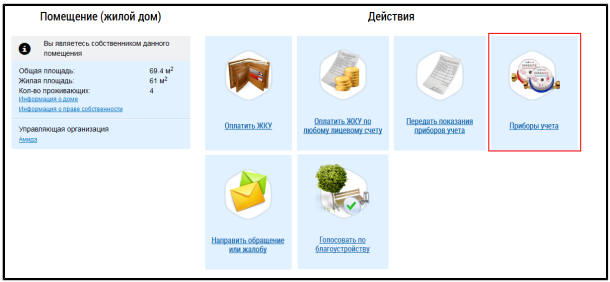 Помещение (жилой дом)
Вы являетесь собственником данного
помещения
Общая площадь: 69.4 м²
Жилая площадь: 61 м²
Кол-во проживающих: 4
Информация о доме
Информация о праве собственности
Управляющая организация
Амида
Действия
Оплатить ЖКУ
Оплатить ЖКУ по
любому лицевому счету
Передать показания
приборов учета
Приборы учета
Направить обращение
или жалобу
Голосовать по
благоустройству